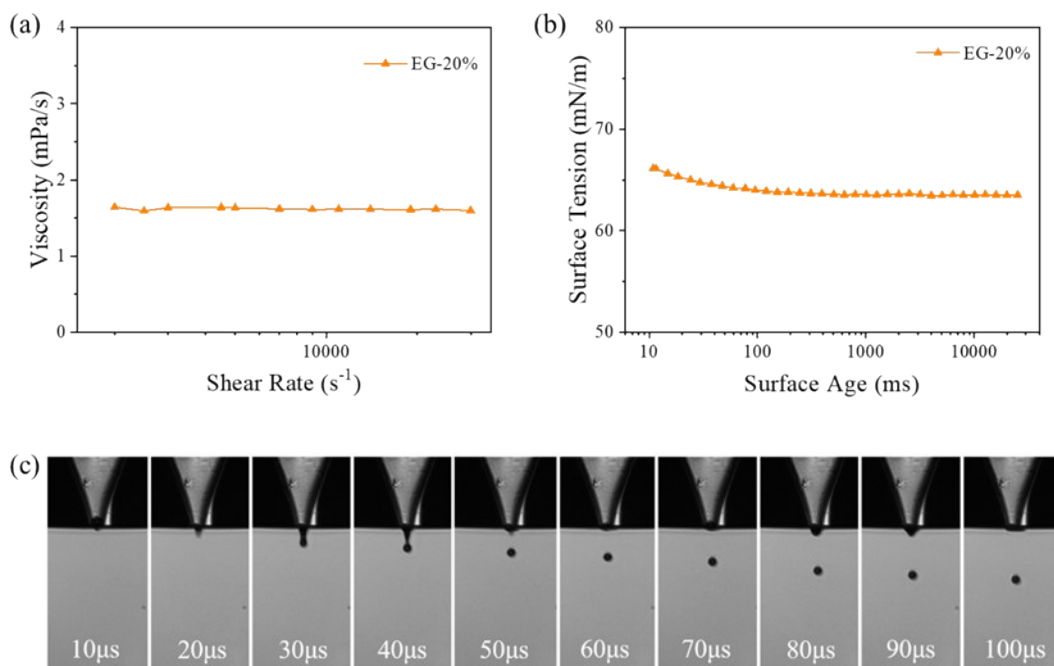 (a)
4
3
2
1
0
Viscosity (mPa/s)
EG-20%
10000
Shear Rate (s⁻¹)
(b)
80
70
60
50
Surface Tension (mN/m)
EG-20%
10 100 1000 10000
Surface Age (ms)
(c)
10μs 20μs 30μs 40μs 50μs 60μs 70μs 80μs 90μs 100μs